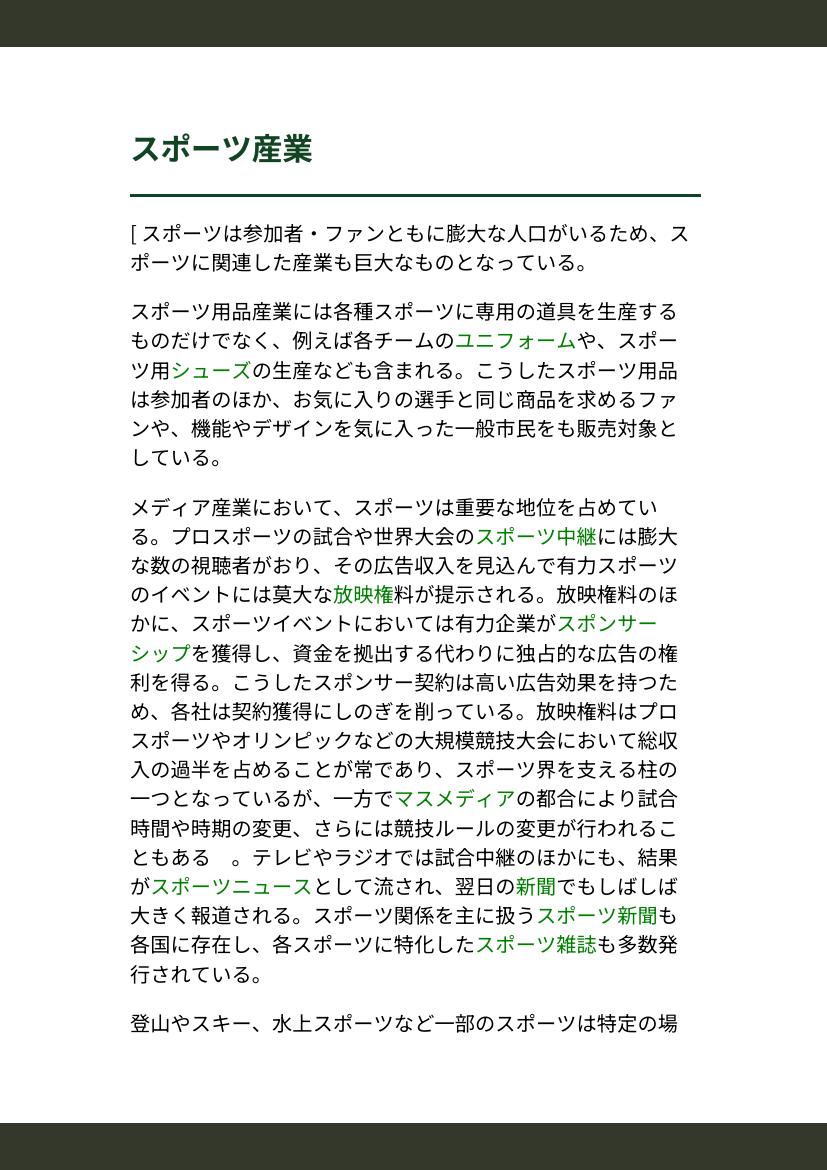 スポーツ産業
[ スポーツは参加者・ファンともに膨大な人口がいるため、ス
ポーツに関連した産業も巨大なものとなっている。
スポーツ用品産業には各種スポーツに専用の道具を生産する
ものだけでなく、例えば各チームのユニフォームや、スポー
ツ用シューズの生産なども含まれる。こうしたスポーツ用品
は参加者のほか、お気に入りの選手と同じ商品を求めるファ
ンや、機能やデザインを気に入った一般市民をも販売対象と
している。
メディア産業において、スポーツは重要な地位を占めてい
る。プロスポーツの試合や世界大会のスポーツ中継には膨大
な数の視聴者がおり、その広告収入を見込んで有力スポーツ
のイベントには莫大な放映権料が提示される。放映権料のほ
かに、スポーツイベントにおいては有力企業がスポンサー
シップを獲得し、資金を拠出する代わりに独占的な広告の権
利を得る。こうしたスポンサー契約は高い広告効果を持つた
め、各社は契約獲得にしのぎを削っている。放映権料はプロ
スポーツやオリンピックなどの大規模競技大会において総収
入の過半を占めることが常であり、スポーツ界を支える柱の
一つとなっているが、一方でマスメディアの都合により試合
時間や時期の変更、さらには競技ルールの変更が行われるこ
ともある　。テレビやラジオでは試合中継のほかにも、結果
がスポーツニュースとして流され、翌日の新聞でもしばしば
大きく報道される。スポーツ関係を主に扱うスポーツ新聞も
各国に存在し、各スポーツに特化したスポーツ雑誌も多数発
行されている。
登山やスキー、水上スポーツなど一部のスポーツは特定の場